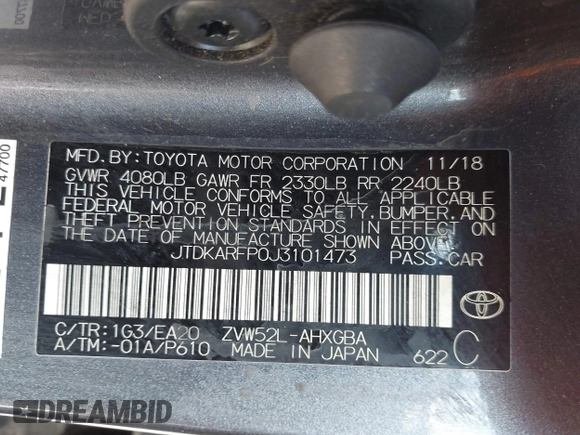 47700
MFD.BY:TOYOTA MOTOR CORPORATION 11/18
GVWR 4080LB GAWR FR 2330LB RR 2240LB
THIS VEHICLE CONFORMS TO ALL APPLICABLE
FEDERAL MOTOR VEHICLE SAFETY, BUMPER, AND
THEFT PREVENTION STANDARDS IN EFFECT ON
THE DATE OF MANUFACTURE SHOWN ABOVE.
JTDKARFP0J3101473 PASS.CAR
C/TR:1G3/EA20 ZVW52L-AHXGBA
A/TM:-01A/P610 MADE IN JAPAN 622 C
DREAMBID